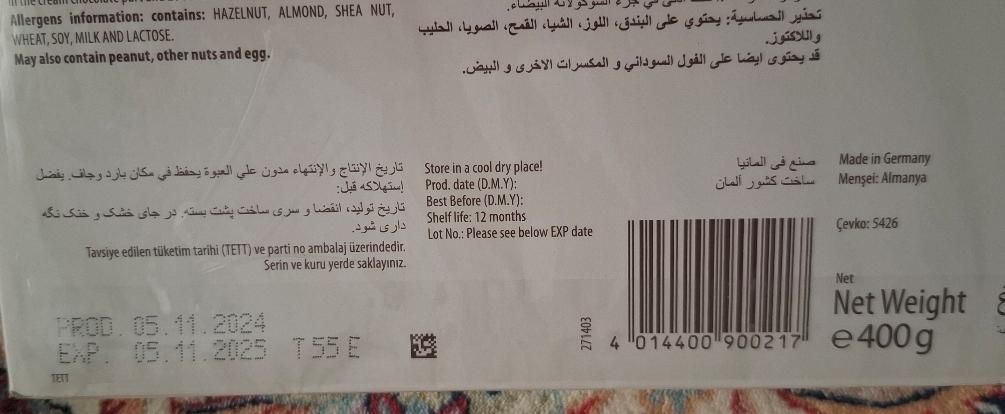 Allergens information: contains: HAZELNUT, ALMOND, SHEA NUT,
WHEAT, SOY, MILK AND LACTOSE.
May also contain peanut, other nuts and egg.
تحذير الحساسية: يحتوي على البندق، اللوز، الشيا، القمح، الصويا، الحليب
واللاكتوز.
قد يحتوى ايضا على الفول السوداني و المكسرات الاخرى و البيض.
تاريخ الإنتاج والإنتهاء مدون علي العبوة يحفظ في مكان بارد وجاف. يفضل
إستهلاكه قبل:
تاریخ تولید، انقضا و سری ساخت پشت بسته. در جای خشک و خنک نگه
داری شود.
Tavsiye edilen tüketim tarihi (TETT) ve parti no ambalaj üzerindedir.
Serin ve kuru yerde saklayınız.
Store in a cool dry place!
Prod. date (D.M.Y):
Best Before (D.M.Y):
Shelf life: 12 months
Lot No.: Please see below EXP date
صنع فى المانيا
ساخت کشور آلمان
Made in Germany
Menşei: Almanya
Çevko: 5426
Net
Net Weight
e 400 g
PROD. 05.11.2024
EXP. 05.11.2025 T55E
TETT
271403
4 014400 900217